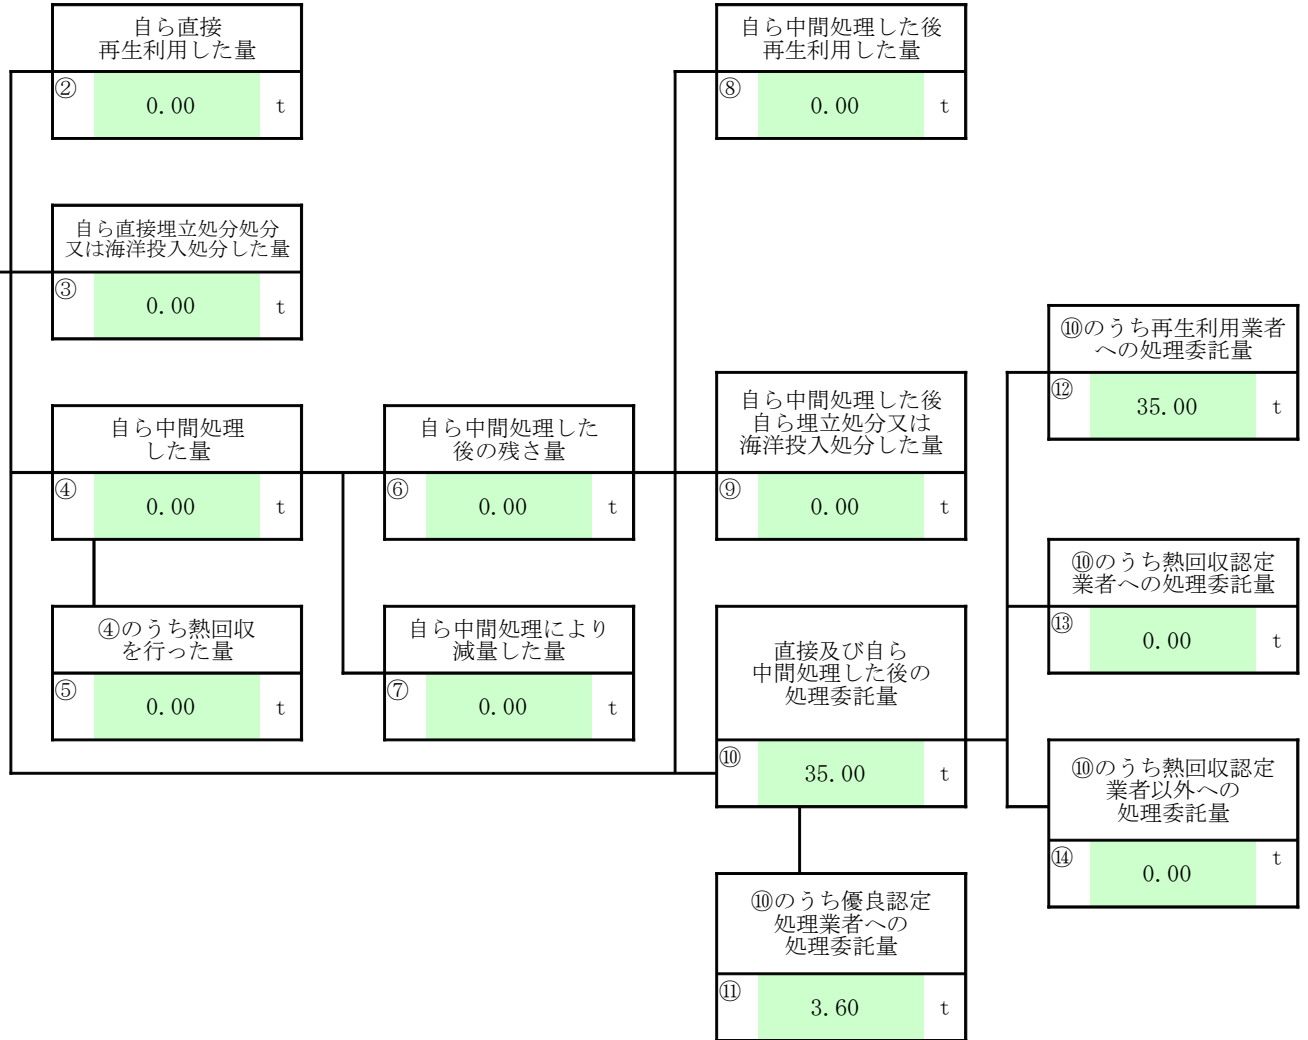 自ら直接
再生利用した量
②
0.00
t
自ら直接埋立処分処分
又は海洋投入処分した量
③
0.00
t
自ら中間処理
した量
④
0.00
t
④のうち熱回収
を行った量
⑤
0.00
t
自ら中間処理した
後の残さ量
⑥
0.00
t
自ら中間処理により
減量した量
⑦
0.00
t
自ら中間処理した後
再生利用した量
⑧
0.00
t
自ら中間処理した後
自ら埋立処分又は
海洋投入処分した量
⑨
0.00
t
直接及び自ら
中間処理した後の
処理委託量
⑩
35.00
t
⑩のうち優良認定
処理業者への
処理委託量
⑪
3.60
t
⑩のうち再生利用業者
への処理委託量
⑫
35.00
t
⑩のうち熱回収認定
業者への処理委託量
⑬
0.00
t
⑩のうち熱回収認定
業者以外への
処理委託量
⑭
0.00
t